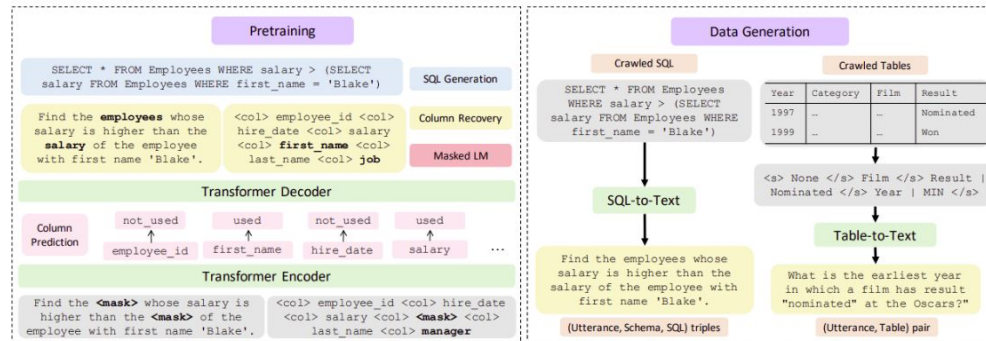 Pretraining
SELECT * FROM Employees WHERE salary > (SELECT
salary FROM Employees WHERE first_name = 'Blake')
SQL Generation
Find the employees whose
salary is higher than the
salary of the employee
with first name 'Blake'.
<col> employee_id <col>
hire_date <col> salary
<col> first_name <col>
last_name <col> job
Column Recovery
Masked LM
Transformer Decoder
Column
Prediction
not_used
used
not_used
used
employee_id
first_name
hire_date
salary
...
Transformer Encoder
Find the <mask> whose salary is
higher than the <mask> of the
employee with first name 'Blake'.
<col> employee_id <col> hire_date
<col> salary <col> <mask> <col>
last_name <col> manager
Data Generation
Crawled SQL
SELECT * FROM Employees
WHERE salary > (SELECT
salary FROM Employees WHERE
first_name = 'Blake')
SQL-to-Text
Find the employees whose
salary is higher than the
salary of the employee with
first name 'Blake'.
(Utterance, Schema, SQL) triples
Crawled Tables
Year Category Film Result
1997 … … Nominated
1999 … … Won
<s> None </s> Film </s> Result |
Nominated </s> Year | MIN </s>
Table-to-Text
What is the earliest year
in which a film has result
"nominated" at the Oscars?"
(Utterance, Table) pair